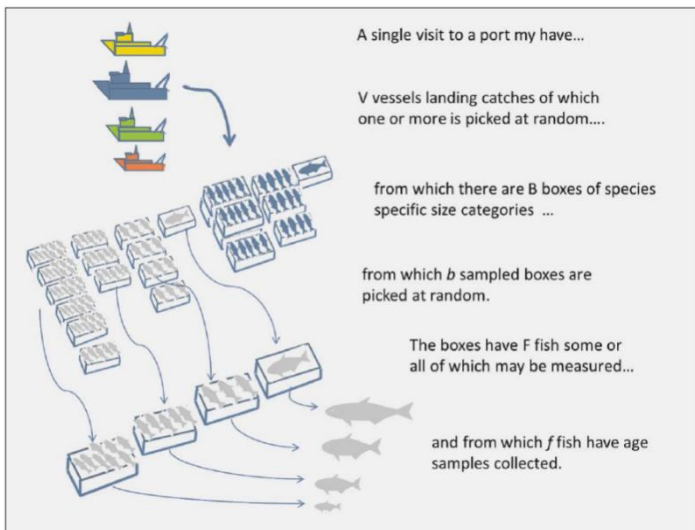 A single visit to a port my have...
V vessels landing catches of which
one or more is picked at random....
from which there are B boxes of species
specific size categories ...
from which b sampled boxes are
picked at random.
The boxes have F fish some or
all of which may be measured...
and from which f fish have age
samples collected.